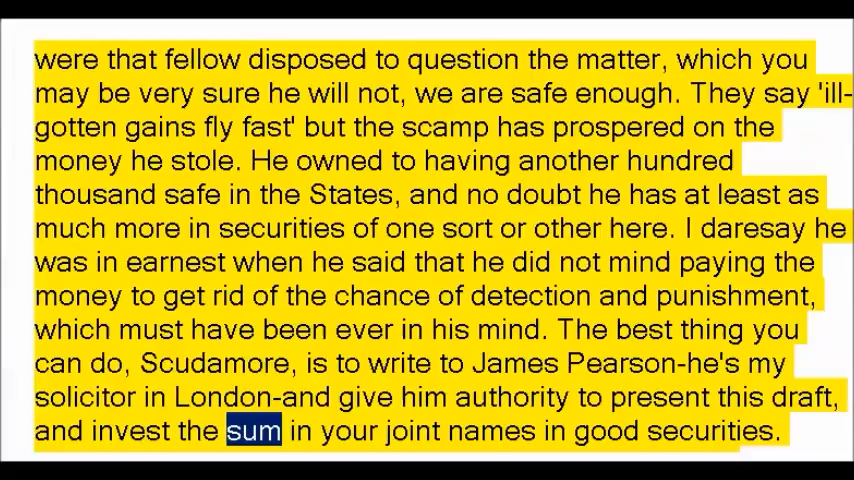 were that fellow disposed to question the matter, which you
may be very sure he will not, we are safe enough. They say 'ill-
gotten gains fly fast' but the scamp has prospered on the
money he stole. He owned to having another hundred
thousand safe in the States, and no doubt he has at least as
much more in securities of one sort or other here. I daresay he
was in earnest when he said that he did not mind paying the
money to get rid of the chance of detection and punishment,
which must have been ever in his mind. The best thing you
can do, Scudamore, is to write to James Pearson-he's my
solicitor in London-and give him authority to present this draft,
and invest the sum in your joint names in good securities.